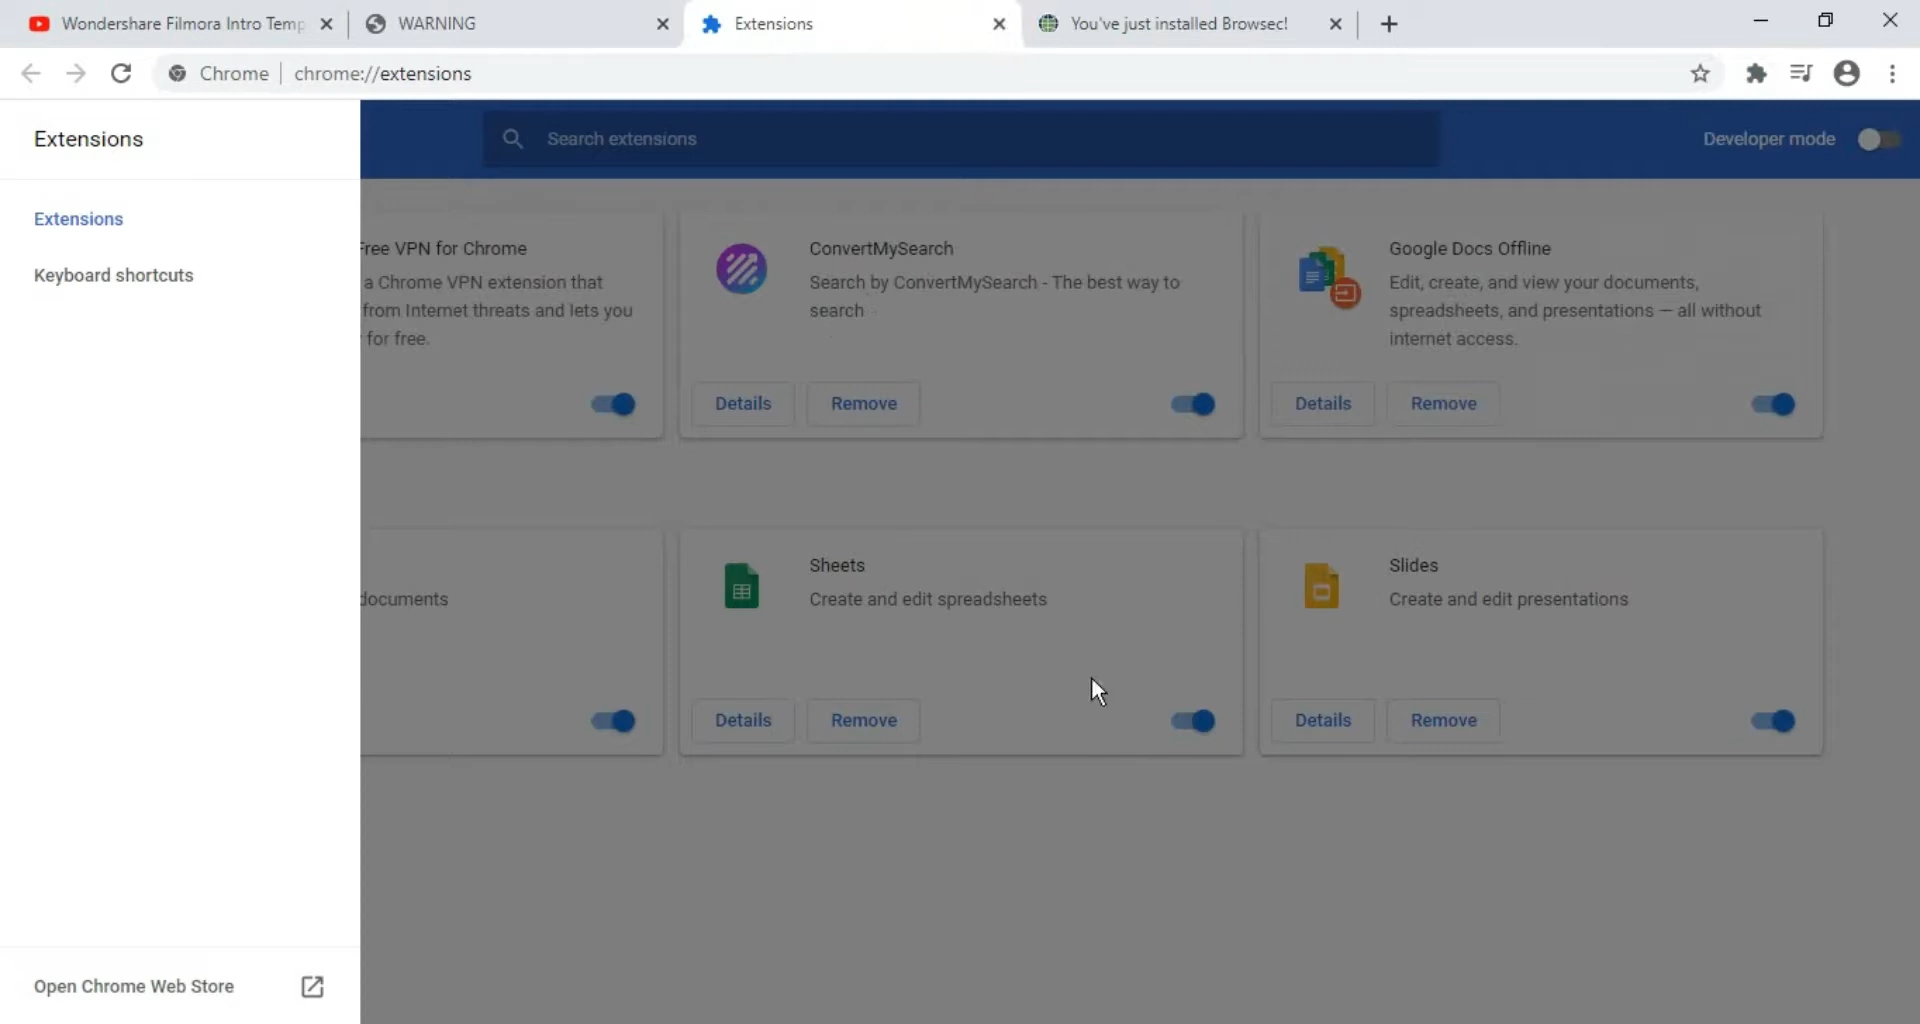 Wondershare Filmora Intro Temp
WARNING
Extensions
You've just installed Browsec!
Chrome
chrome://extensions
Extensions
Search extensions
Developer mode
Extensions
Keyboard shortcuts
Free VPN for Chrome
a Chrome VPN extension that
from Internet threats and lets you
for free.
ConvertMySearch
Search by ConvertMySearch - The best way to
search
Details
Remove
Google Docs Offline
Edit, create, and view your documents,
spreadsheets, and presentations — all without
internet access.
Details
Remove
documents
Sheets
Create and edit spreadsheets
Details
Remove
Slides
Create and edit presentations
Details
Remove
Open Chrome Web Store